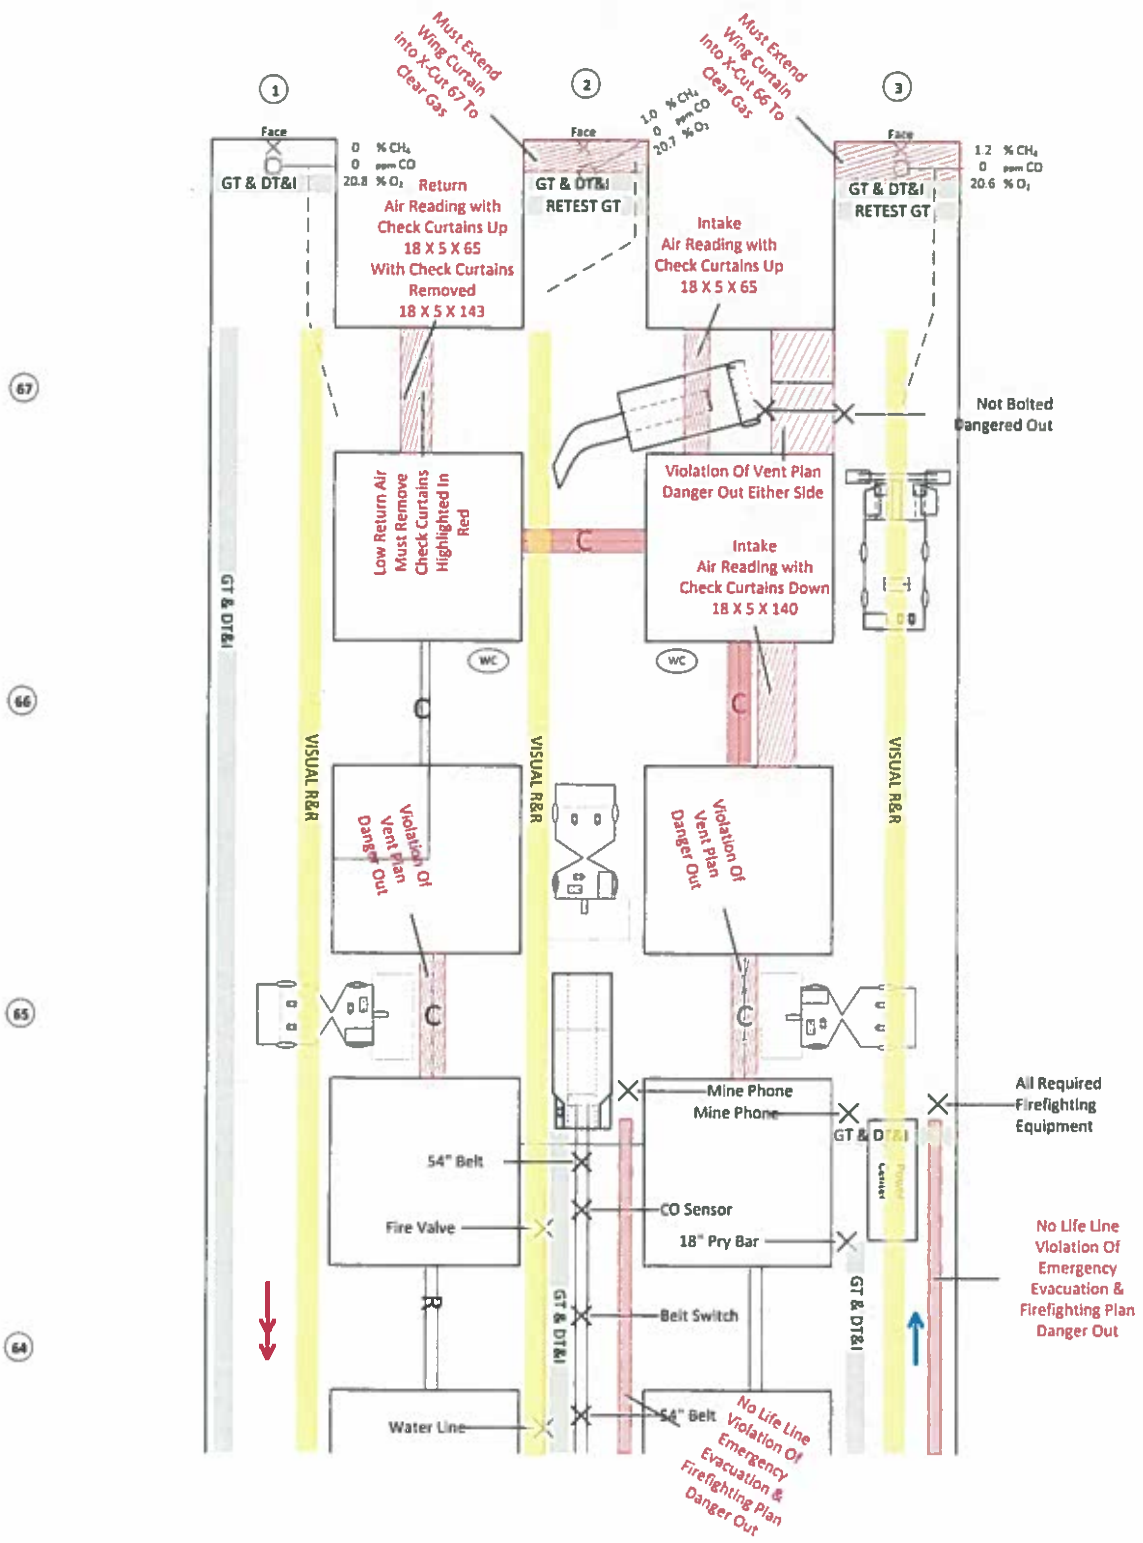 Must Extend
Wing Curtain
Into X-Cut 67 To
Clear Gas
Must Extend
Wing Curtain
Into X-Cut 66 To
Clear Gas
1
2
3
Face
0 % CH₄
0 ppm CO
20.8 % O₂
GT & DT&I
Face
1.0 % CH₄
0 ppm CO
20.7 % O₂
GT & DT&I
RETEST GT
Face
1.2 % CH₄
0 ppm CO
20.6 % O₂
GT & DT&I
RETEST GT
Return
Air Reading with
Check Curtains Up
18 X 5 X 65
With Check Curtains
Removed
18 X 5 X 143
Intake
Air Reading with
Check Curtains Up
18 X 5 X 65
67
Not Bolted
Dangered Out
Violation Of Vent Plan
Danger Out Either Side
Low Return Air
Must Remove
Check Curtains
Highlighted In
Red
C
Intake
Air Reading with
Check Curtains Down
18 X 5 X 140
GT & DT&I
WC
WC
66
C
C
VISUAL R&R
VISUAL R&R
VISUAL R&R
Violation Of
Vent Plan
Danger Out
Violation Of
Vent Plan
Danger Out
65
C
C
Mine Phone
Mine Phone
All Required
Firefighting
Equipment
GT & DT&I
Power
Center
54" Belt
CO Sensor
Fire Valve
18" Pry Bar
No Life Line
Violation Of
Emergency
Evacuation &
Firefighting Plan
Danger Out
R
GT & DT&I
Belt Switch
GT & DT&I
64
Water Line
54" Belt
No Life Line
Violation Of
Emergency
Evacuation &
Firefighting Plan
Danger Out